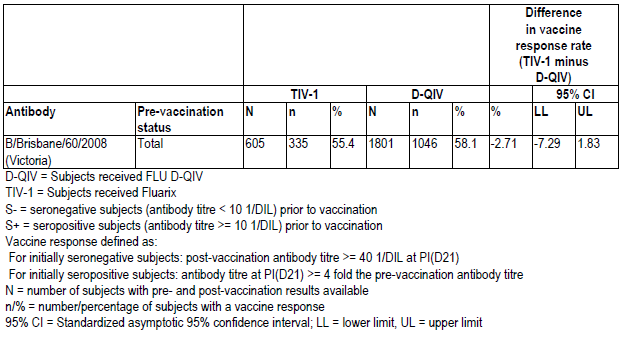 Difference
in vaccine
response rate
(TIV-1 minus
D-QIV)
TIV-1 D-QIV 95% CI
Antibody Pre-vaccination status N n % N n % % LL UL
B/Brisbane/60/2008 Total 605 335 55.4 1801 1046 58.1 -2.71 -7.29 1.83
(Victoria)
D-QIV = Subjects received FLU D-QIV
TIV-1 = Subjects received Fluarix
S- = seronegative subjects (antibody titre < 10 1/DIL) prior to vaccination
S+ = seropositive subjects (antibody titre >= 10 1/DIL) prior to vaccination
Vaccine response defined as:
For initially seronegative subjects: post-vaccination antibody titre >= 40 1/DIL at PI(D21)
For initially seropositive subjects: antibody titre at PI(D21) >= 4 fold the pre-vaccination antibody titre
N = number of subjects with pre- and post-vaccination results available
n/% = number/percentage of subjects with a vaccine response
95% CI = Standardized asymptotic 95% confidence interval; LL = lower limit, UL = upper limit